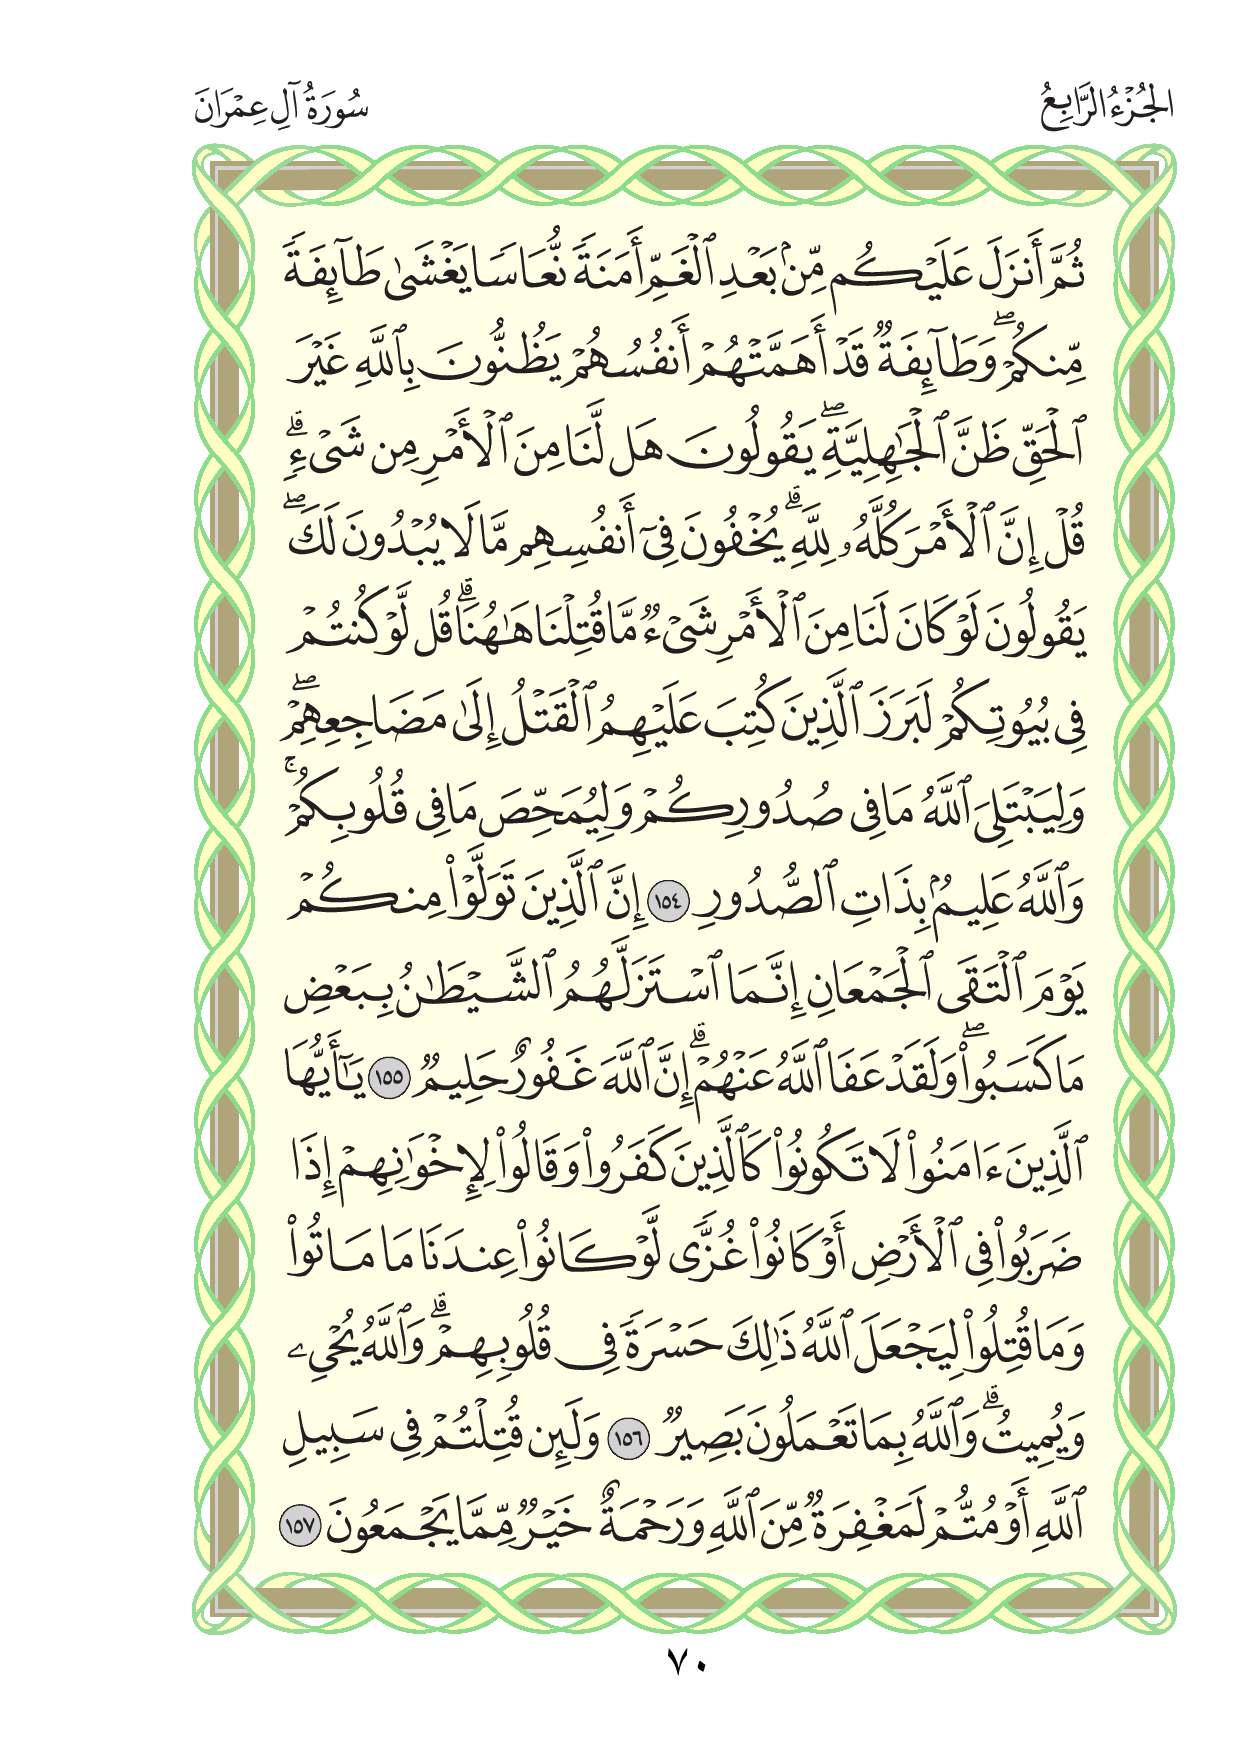 الجُزْءُ الرَّابِعُ
سُورَةُ آلِ عِمْرَانَ
ثُمَّ أَنزَلَ عَلَيْكُم مِّنۢ بَعْدِ ٱلْغَمِّ أَمَنَةً نُّعَاسًا يَغْشَىٰ طَآئِفَةً
مِّنكُمْ ۖ وَطَآئِفَةٌ قَدْ أَهَمَّتْهُمْ أَنفُسُهُمْ يَظُنُّونَ بِٱللَّهِ غَيْرَ
ٱلْحَقِّ ظَنَّ ٱلْجَٰهِلِيَّةِ ۖ يَقُولُونَ هَل لَّنَا مِنَ ٱلْأَمْرِ مِن شَىْءٍ ۗ
قُلْ إِنَّ ٱلْأَمْرَ كُلَّهُۥ لِلَّهِ ۗ يُخْفُونَ فِىٓ أَنفُسِهِم مَّا لَا يُبْدُونَ لَكَ ۖ
يَقُولُونَ لَوْ كَانَ لَنَا مِنَ ٱلْأَمْرِ شَىْءٌ مَّا قُتِلْنَا هَٰهُنَا ۗ قُل لَّوْ كُنتُمْ
فِى بُيُوتِكُمْ لَبَرَزَ ٱلَّذِينَ كُتِبَ عَلَيْهِمُ ٱلْقَتْلُ إِلَىٰ مَضَاجِعِهِمْ ۖ
وَلِيَبْتَلِىَ ٱللَّهُ مَا فِى صُدُورِكُمْ وَلِيُمَحِّصَ مَا فِى قُلُوبِكُمْ ۚ
وَٱللَّهُ عَلِيمٌۢ بِذَاتِ ٱلصُّدُورِ ١٥٤ إِنَّ ٱلَّذِينَ تَوَلَّوْا۟ مِنكُمْ
يَوْمَ ٱلْتَقَى ٱلْجَمْعَانِ إِنَّمَا ٱسْتَزَلَّهُمُ ٱلشَّيْطَٰنُ بِبَعْضِ
مَا كَسَبُوا۟ ۖ وَلَقَدْ عَفَا ٱللَّهُ عَنْهُمْ ۗ إِنَّ ٱللَّهَ غَفُورٌ حَلِيمٌ ١٥٥ يَٰٓأَيُّهَا
ٱلَّذِينَ ءَامَنُوا۟ لَا تَكُونُوا۟ كَٱلَّذِينَ كَفَرُوا۟ وَقَالُوا۟ لِإِخْوَٰنِهِمْ إِذَا
ضَرَبُوا۟ فِى ٱلْأَرْضِ أَوْ كَانُوا۟ غُزًّى لَّوْ كَانُوا۟ عِندَنَا مَا مَاتُوا۟
وَمَا قُتِلُوا۟ لِيَجْعَلَ ٱللَّهُ ذَٰلِكَ حَسْرَةً فِى قُلُوبِهِمْ ۗ وَٱللَّهُ يُحْىِۦ
وَيُمِيتُ ۗ وَٱللَّهُ بِمَا تَعْمَلُونَ بَصِيرٌ ١٥٦ وَلَئِن قُتِلْتُمْ فِى سَبِيلِ
ٱللَّهِ أَوْ مُتُّمْ لَمَغْفِرَةٌ مِّنَ ٱللَّهِ وَرَحْمَةٌ خَيْرٌ مِّمَّا يَجْمَعُونَ ١٥٧
٧٠